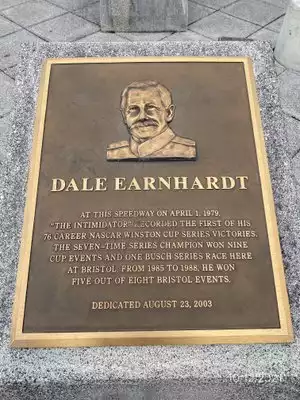 DALE EARNHARDT
AT THIS SPEEDWAY ON APRIL 1, 1979,
"THE INTIMIDATOR" RECORDED THE FIRST OF HIS
76 CAREER NASCAR WINSTON CUP SERIES VICTORIES.
THE SEVEN-TIME SERIES CHAMPION WON NINE
CUP EVENTS AND ONE BUSCH SERIES RACE HERE
AT BRISTOL. FROM 1985 TO 1988, HE WON
FIVE OUT OF EIGHT BRISTOL EVENTS.
DEDICATED AUGUST 23, 2003